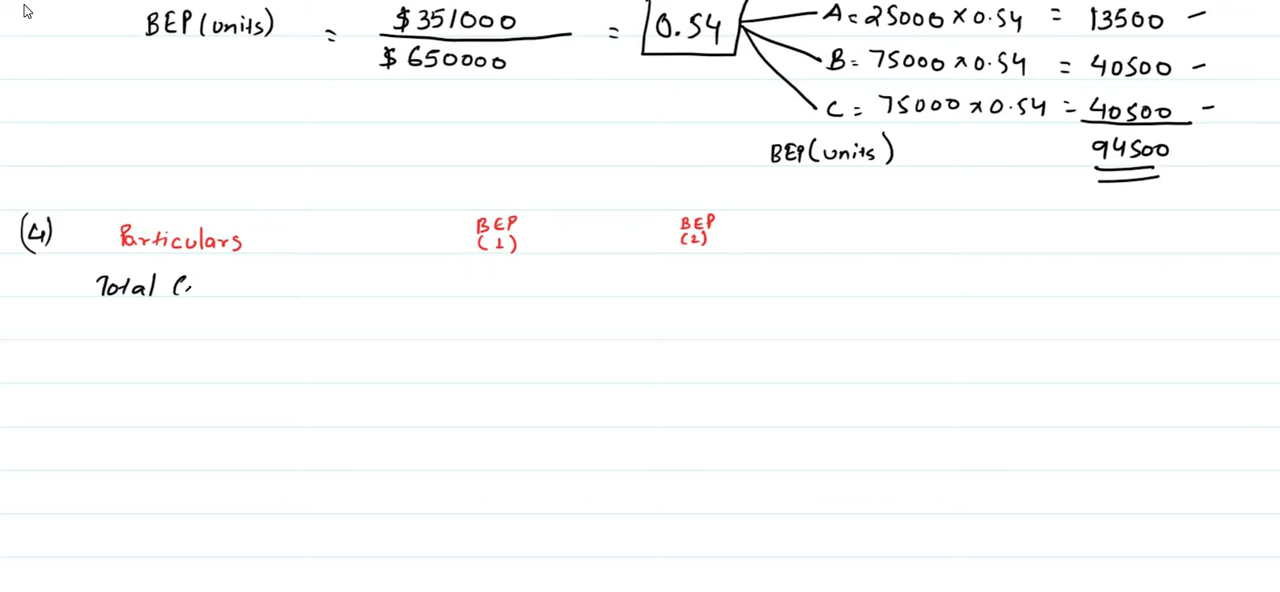 BEP (units) = $351000 / $650000 = 0.54
A = 25000 × 0.54 = 13500 -
B = 75000 × 0.54 = 40500 -
C = 75000 × 0.54 = 40500 -
BEP (units) 94500
(4) Particulars BEP (1) BEP (2)
Total C